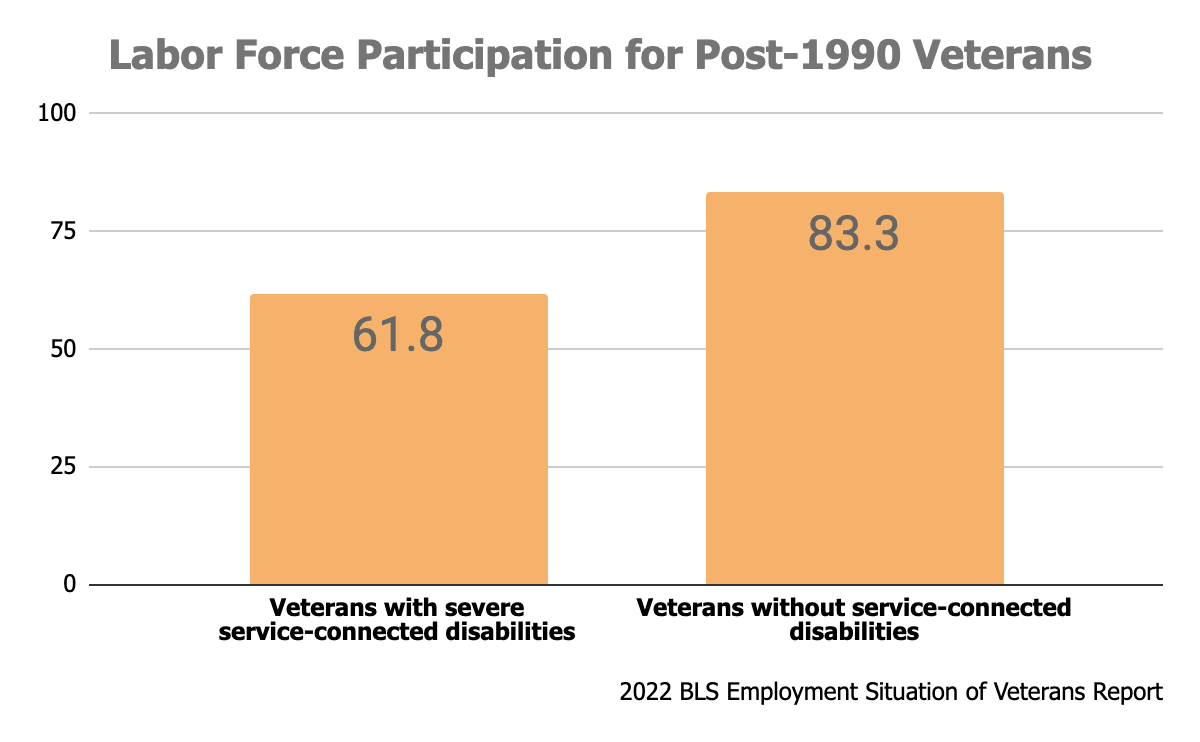 Labor Force Participation for Post-1990 Veterans
100
75
50
25
0
61.8
83.3
Veterans with severe
service-connected disabilities
Veterans without service-connected
disabilities
2022 BLS Employment Situation of Veterans Report